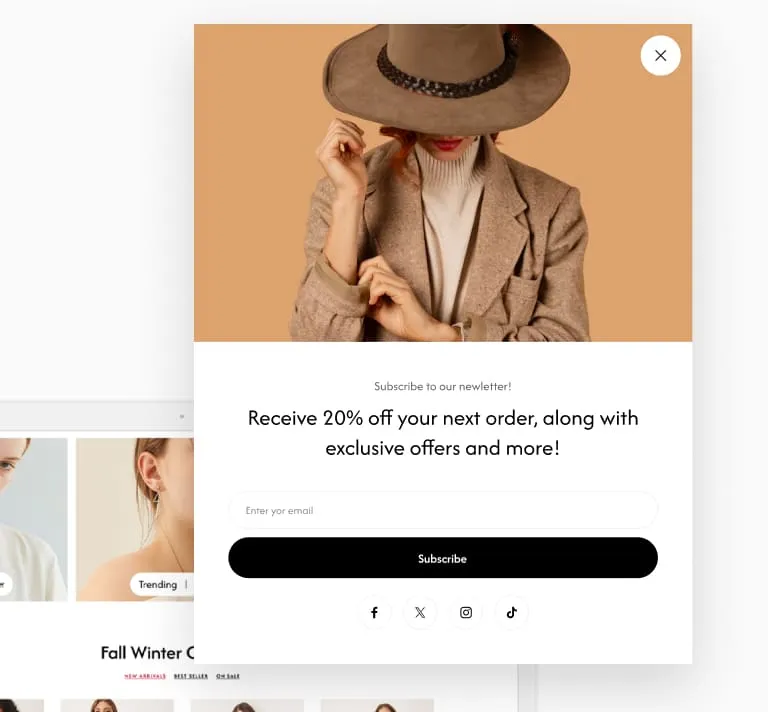 Subscribe to our newletter!
Receive 20% off your next order, along with
exclusive offers and more!
Enter yor email
Subscribe
Trending |
Fall Winter
NEW ARRIVALS BEST SELLER ON SALE